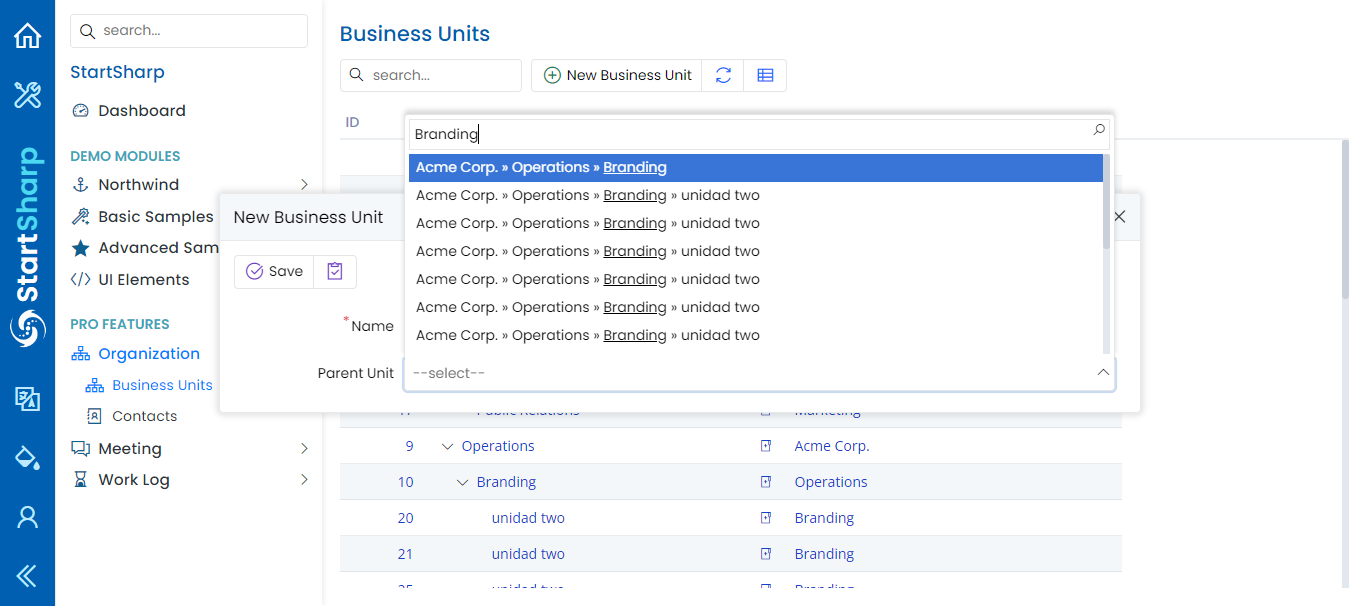 StartSharp
search...
StartSharp
Dashboard
DEMO MODULES
Northwind
Basic Samples
Advanced Sam
UI Elements
PRO FEATURES
Organization
Business Units
Contacts
Meeting
Work Log
Business Units
search...
New Business Unit
ID
New Business Unit
Save
*Name
Parent Unit
Branding
Acme Corp. » Operations » Branding
Acme Corp. » Operations » Branding » unidad two
Acme Corp. » Operations » Branding » unidad two
Acme Corp. » Operations » Branding » unidad two
Acme Corp. » Operations » Branding » unidad two
Acme Corp. » Operations » Branding » unidad two
Acme Corp. » Operations » Branding » unidad two
--select--
Public Relations Marketing
9 Operations Acme Corp.
10 Branding Operations
20 unidad two Branding
21 unidad two Branding
unidad two Branding